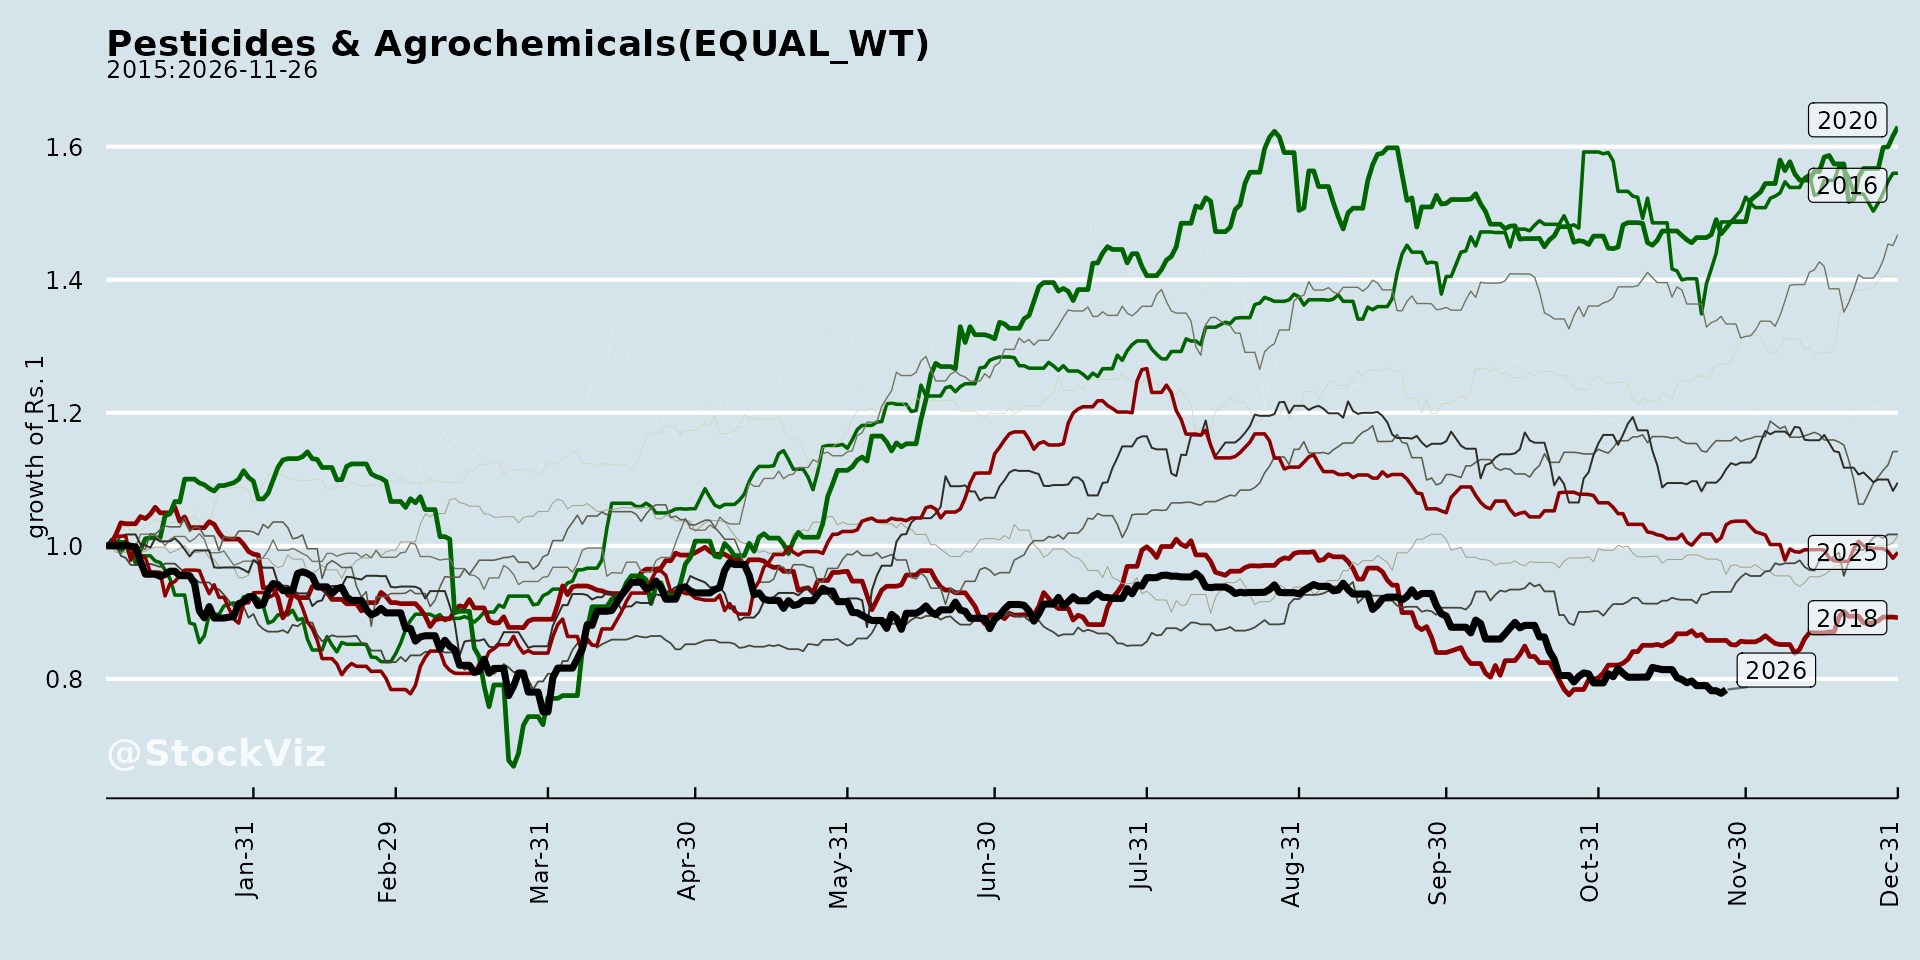 Pesticides & Agrochemicals(EQUAL_WT)
2015:2026-11-26
growth of Rs. 1
1.6
1.4
1.2
1.0
0.8
2020
2016
2025
2018
2026
@StockViz
Jan-31
Feb-29
Mar-31
Apr-30
May-31
Jun-30
Jul-31
Aug-31
Sep-30
Oct-31
Nov-30
Dec-31